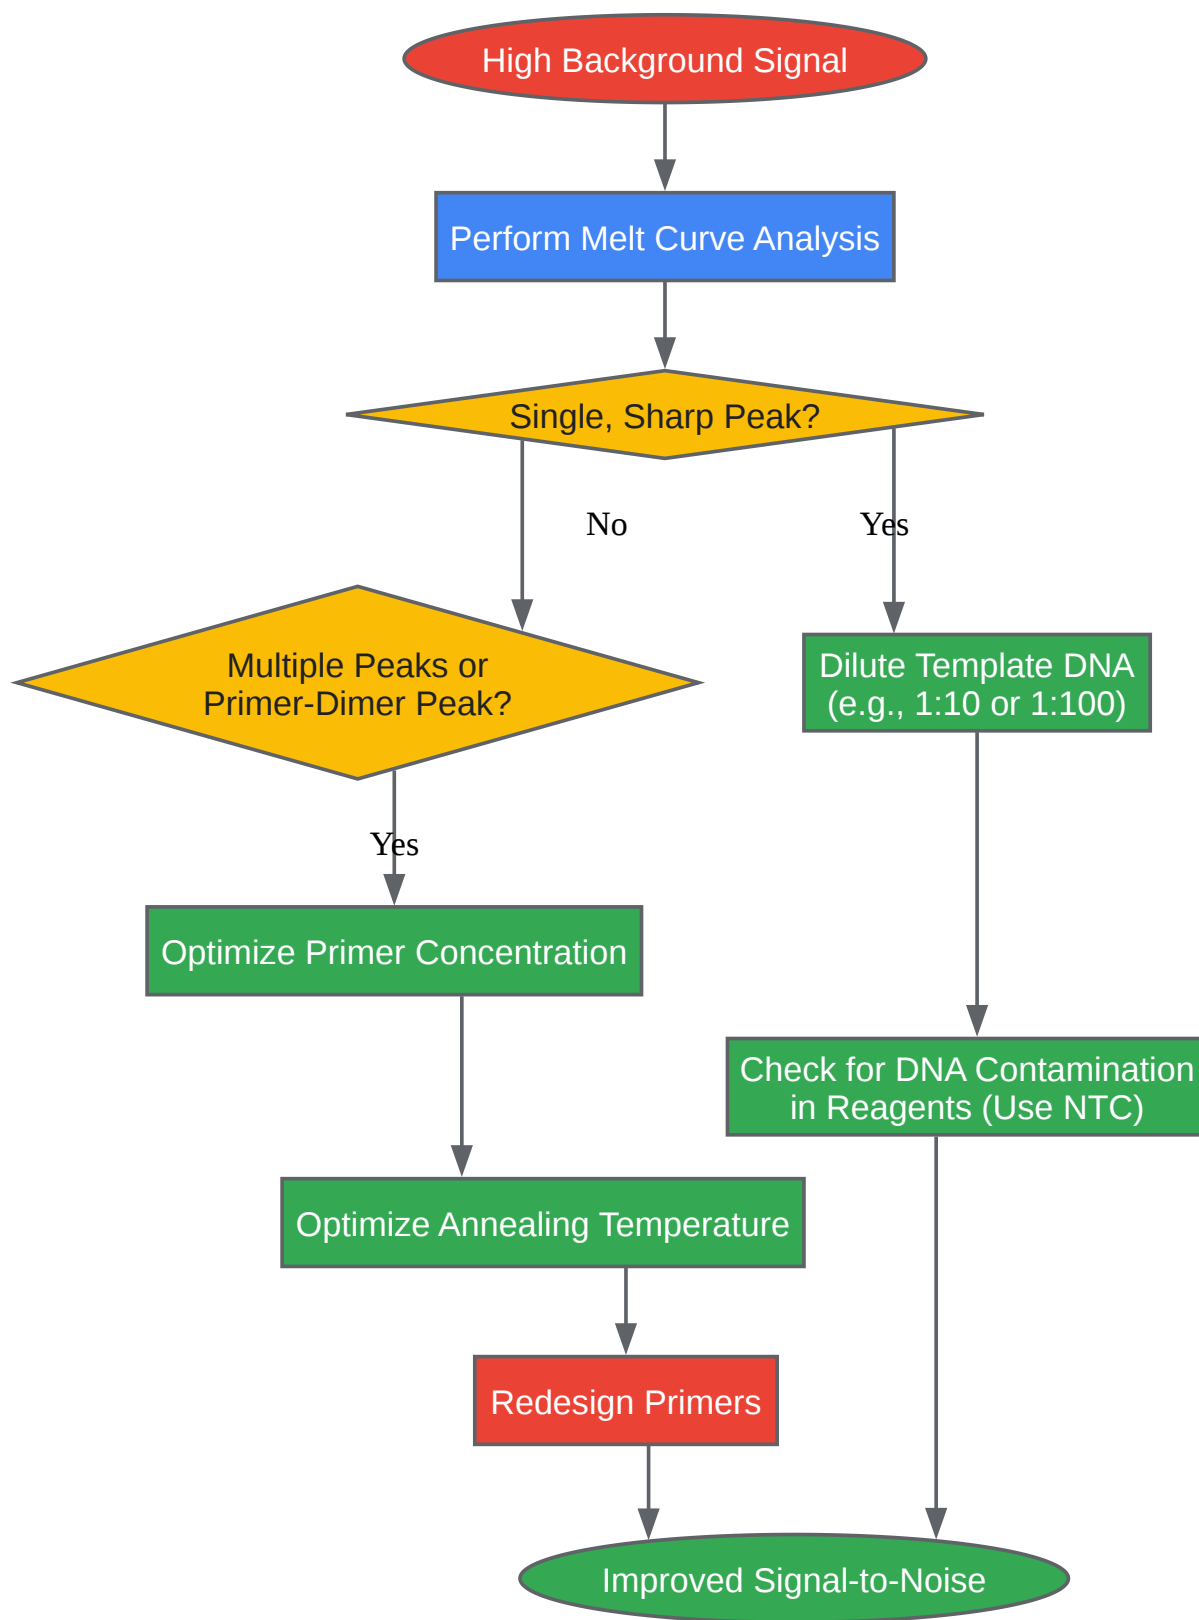 High Background Signal
Perform Melt Curve Analysis
Single, Sharp Peak?
No
Yes
Multiple Peaks or
Primer-Dimer Peak?
Dilute Template DNA
(e.g., 1:10 or 1:100)
Yes
Optimize Primer Concentration
Check for DNA Contamination
in Reagents (Use NTC)
Optimize Annealing Temperature
Redesign Primers
Improved Signal-to-Noise